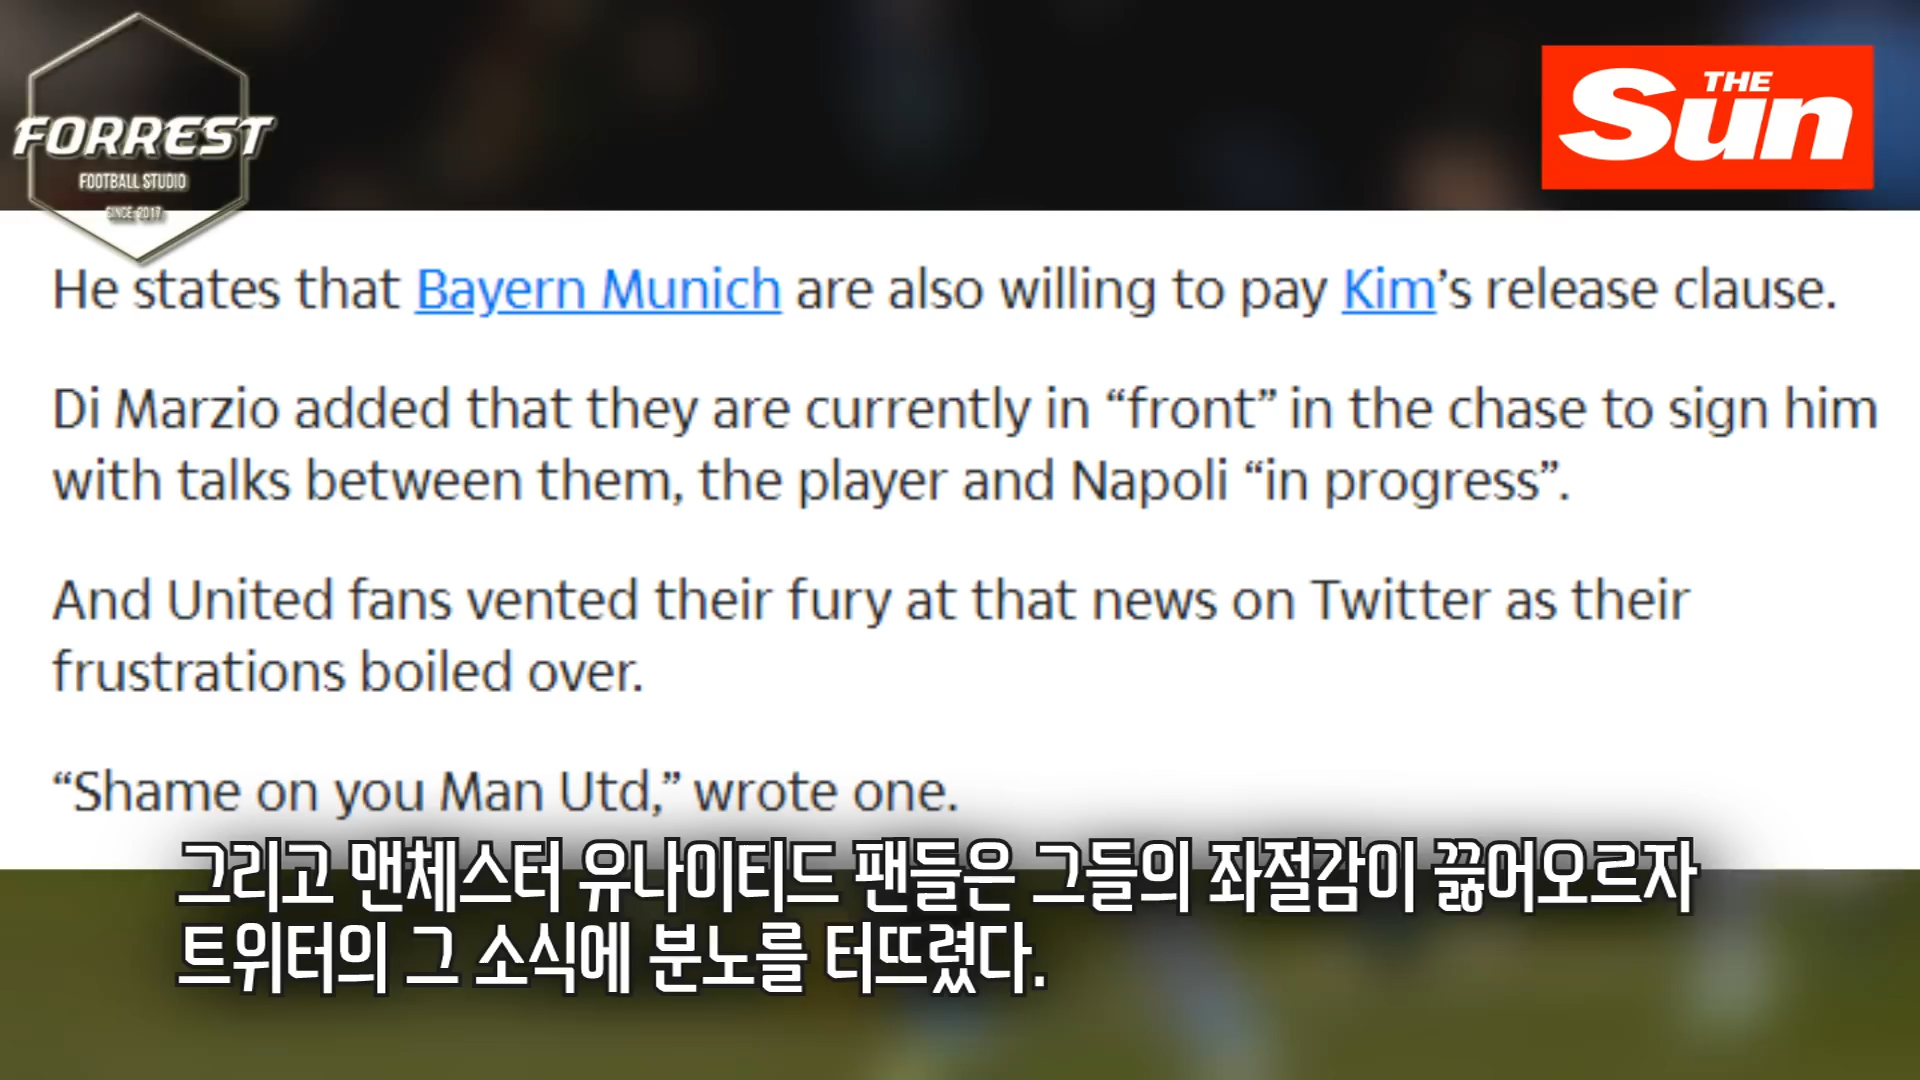 FORREST
FOOTBALL STUDIO
SINCE 2017
THE
Sun
He states that Bayern Munich are also willing to pay Kim’s release clause.
Di Marzio added that they are currently in “front” in the chase to sign him
with talks between them, the player and Napoli “in progress”.
And United fans vented their fury at that news on Twitter as their
frustrations boiled over.
“Shame on you Man Utd,” wrote one.
그리고 맨체스터 유나이티드 팬들은 그들의 좌절감이 끓어오르자
트위터의 그 소식에 분노를 터뜨렸다.